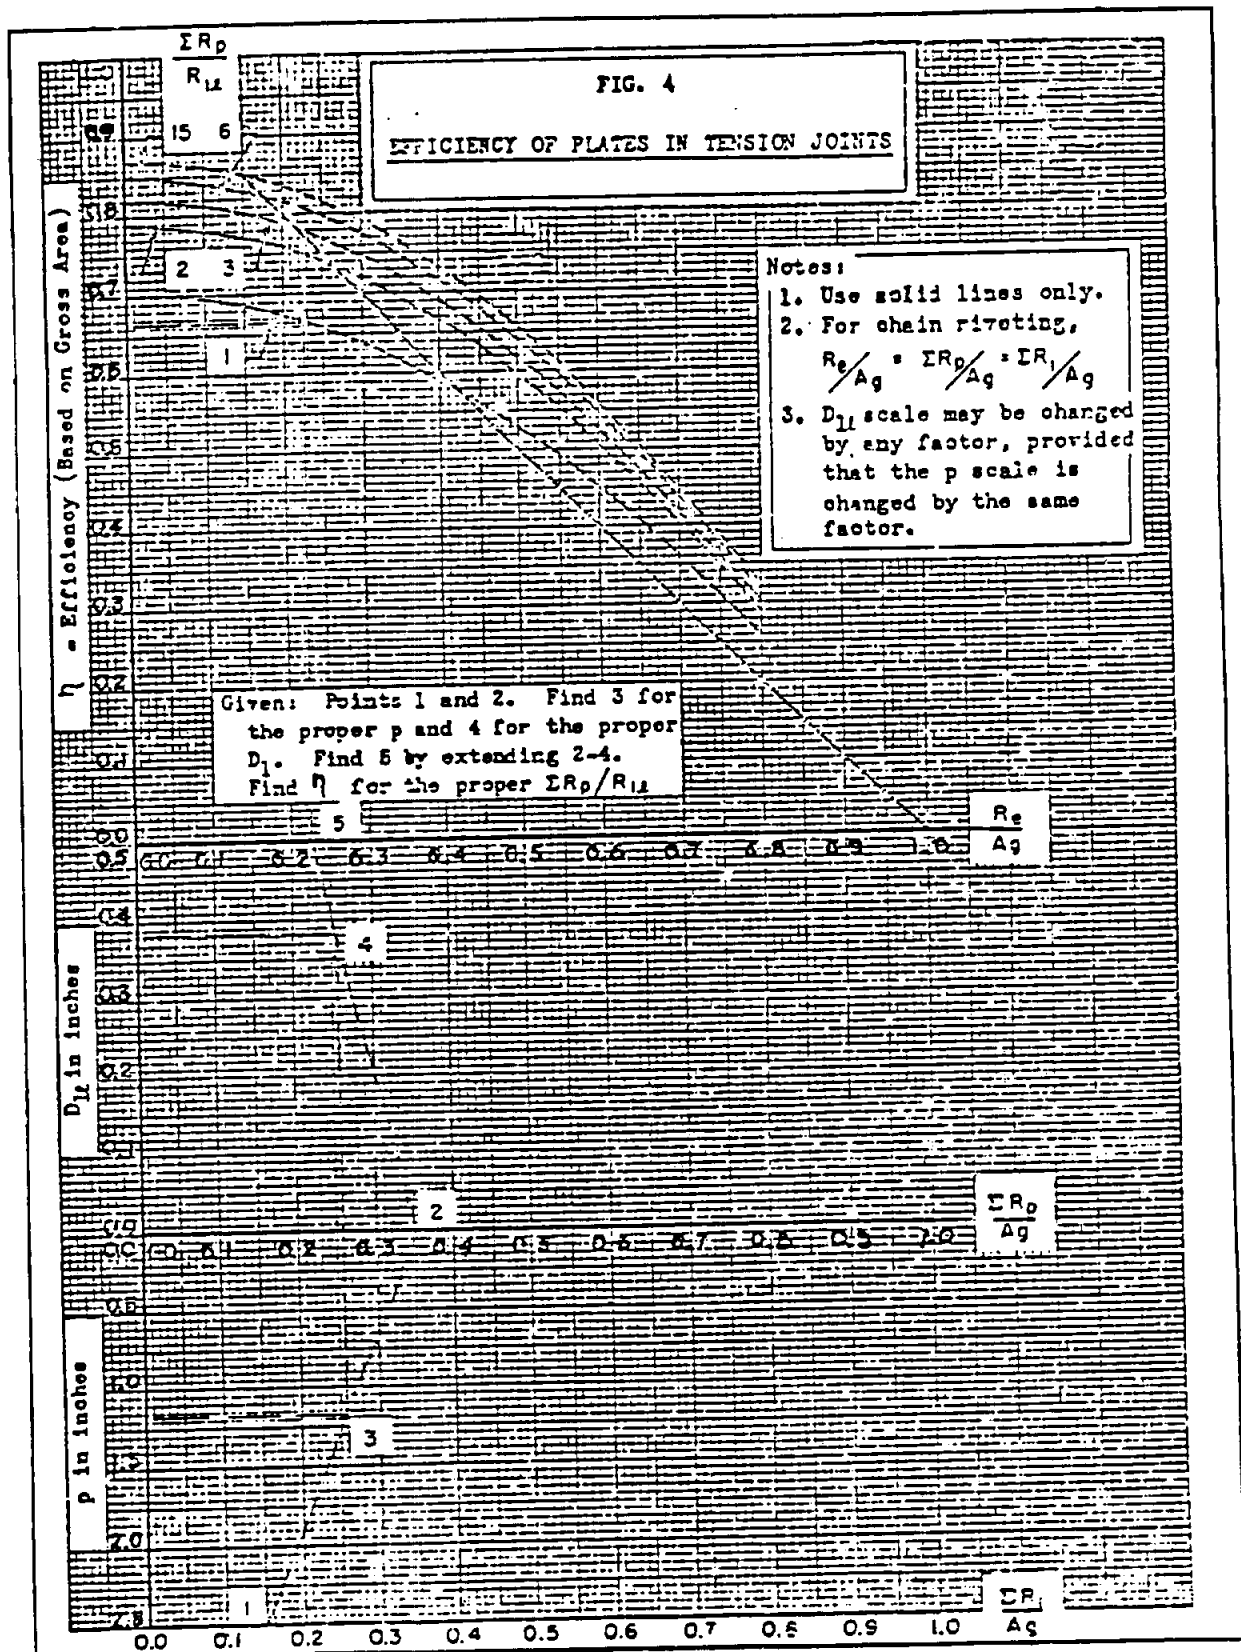 ΣRp
R1ℓ
FIG. 4
EFFICIENCY OF PLATES IN TENSION JOINTS
15 6
2 3
1
η = Efficiency (Based on Gross Area)
0.8
0.7
0.6
0.5
0.4
0.3
0.2
0.1
0.0
Notes:
1. Use solid lines only.
2. For chain riveting,
Re/Ag = ΣRp/Ag = ΣR1/Ag
3. D1ℓ scale may be changed
by any factor, provided
that the p scale is
changed by the same
factor.
Given: Points 1 and 2. Find 3 for
the proper p and 4 for the proper
D1. Find 5 by extending 2-4.
Find η for the proper ΣRp/R1ℓ
5
Re
Ag
0.5 0.0 0.1 0.2 0.3 0.4 0.5 0.6 0.7 0.8 0.9 1.0
0.4
4
0.3
D1ℓ in inches
0.2
0.1
2
ΣRp
Ag
0.0
0.0 0.0 0.1 0.2 0.3 0.4 0.5 0.6 0.7 0.8 0.9 1.0
0.5
1.0
p in inches
3
1.5
2.0
1
2.5
ΣR1
Ag
0.0 0.1 0.2 0.3 0.4 0.5 0.6 0.7 0.8 0.9 1.0